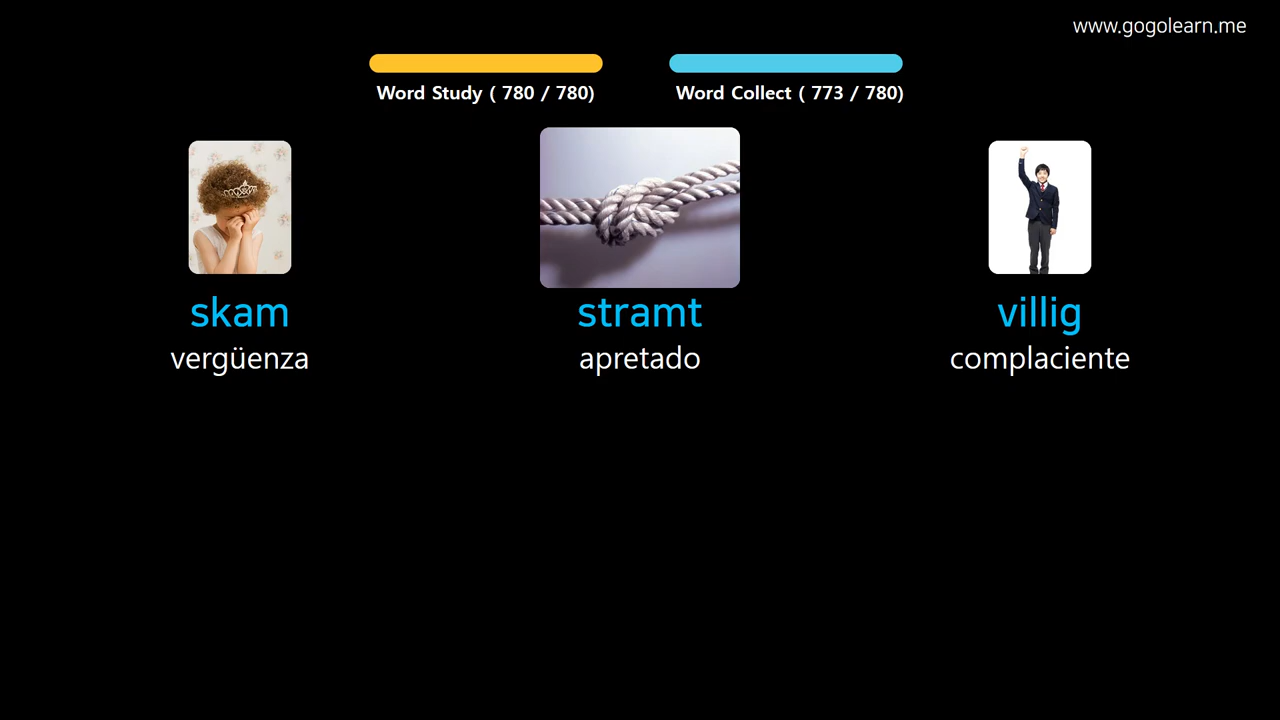 www.gogolearn.me
Word Study ( 780 / 780)
Word Collect ( 773 / 780)
skam
stramt
villig
vergüenza
apretado
complaciente